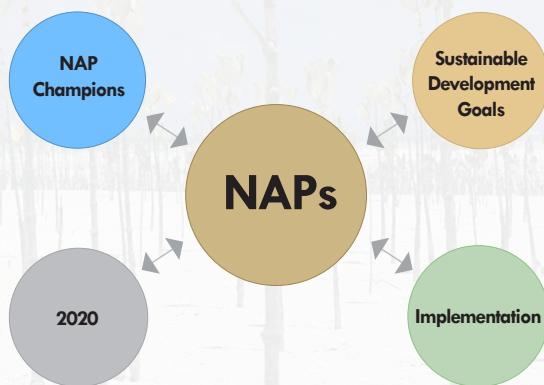 NAP
Champions
Sustainable
Development
Goals
NAPs
2020
Implementation